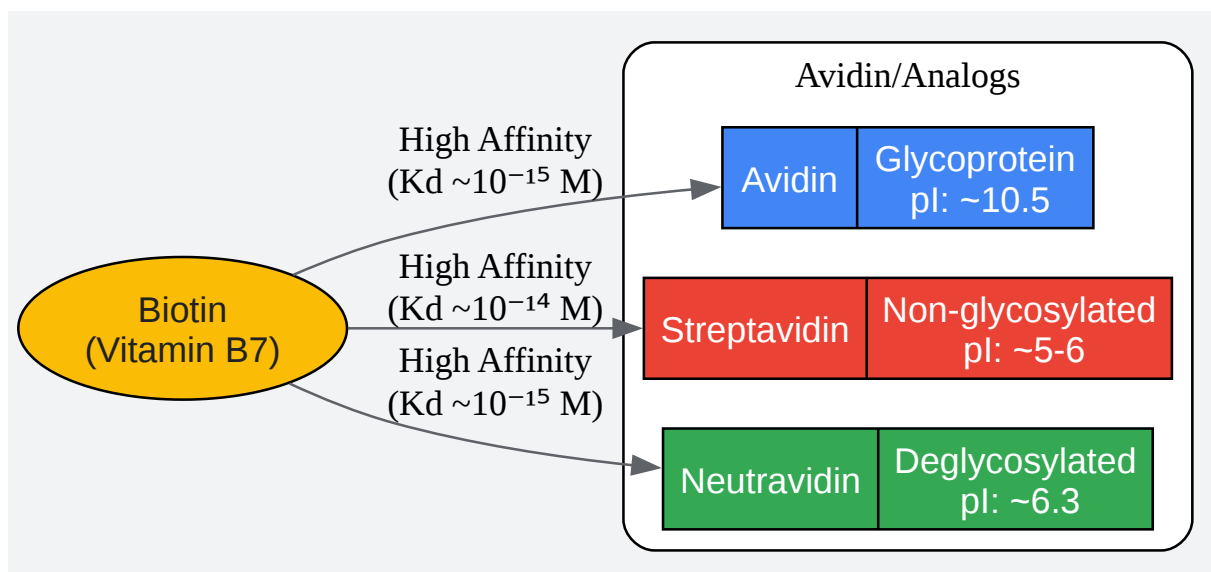 Avidin/Analogs
High Affinity
(Kd ~10⁻¹⁵ M)
Avidin
Glycoprotein
pI: ~10.5
High Affinity
(Kd ~10⁻¹⁴ M)
Biotin
(Vitamin B7)
Streptavidin
Non-glycosylated
pI: ~5-6
High Affinity
(Kd ~10⁻¹⁵ M)
Neutravidin
Deglycosylated
pI: ~6.3